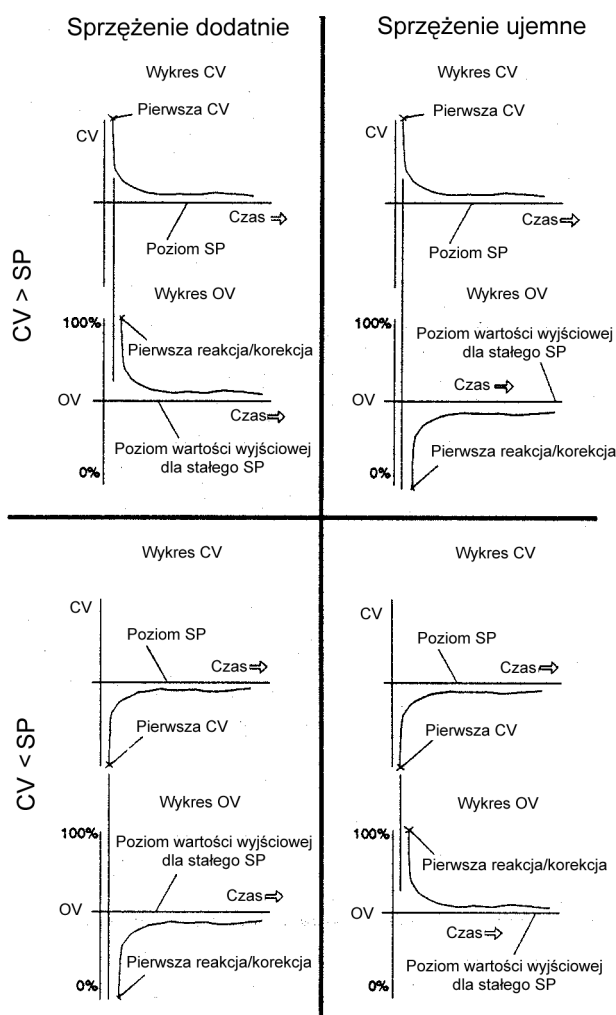 Sprzężenie dodatnie
Wykres CV
Pierwsza CV
CV
Czas
Poziom SP
Wykres OV
100%
Pierwsza reakcja/korekcja
OV
Czas
Poziom wartości wyjściowej
dla stałego SP
0%
CV > SP
Sprzężenie ujemne
Wykres CV
Pierwsza CV
CV
Czas
Poziom SP
Wykres OV
100%
Poziom wartości wyjściowej
dla stałego SP
Czas
OV
Pierwsza reakcja/korekcja
0%
Wykres CV
CV
Poziom SP
Czas
Pierwsza CV
CV < SP
Wykres OV
100%
Poziom wartości wyjściowej
dla stałego SP
Czas
OV
Pierwsza reakcja/korekcja
0%
Wykres CV
CV
Poziom SP
Czas
Pierwsza CV
Wykres OV
100%
Pierwsza reakcja/korekcja
OV
Czas
Poziom wartości wyjściowej
dla stałego SP
0%